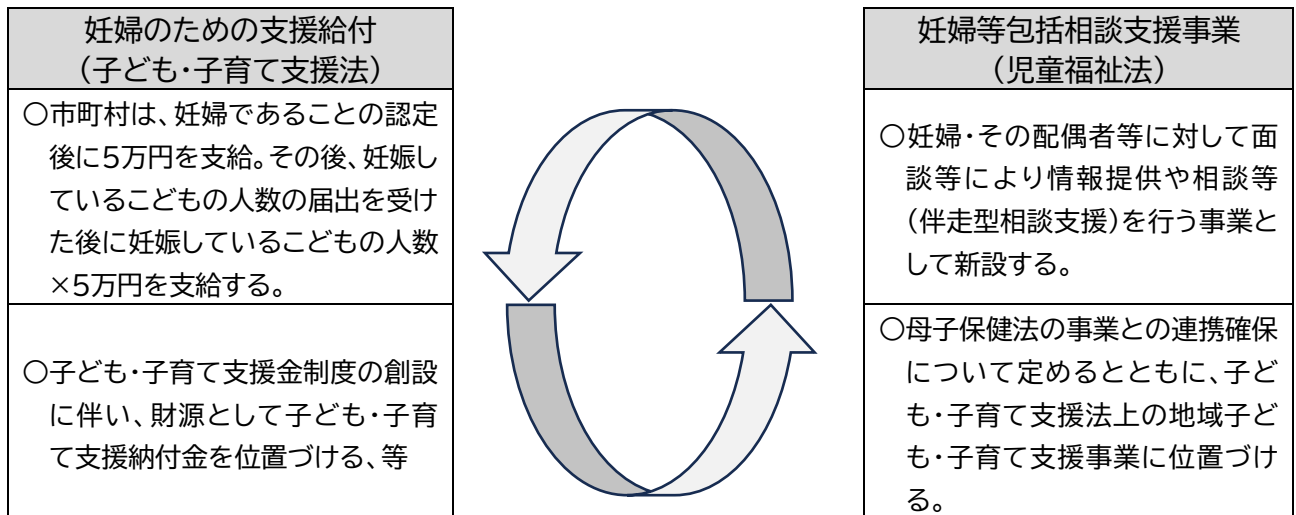 妊婦のための支援給付
（子ども・子育て支援法）
〇市町村は、妊婦であることの認定
後に5万円を支給。その後、妊娠し
ているこどもの人数の届出を受け
た後に妊娠しているこどもの人数
×5万円を支給する。
〇子ども・子育て支援金制度の創設
に伴い、財源として子ども・子育
て支援納付金を位置づける、等
妊婦等包括相談支援事業
（児童福祉法）
〇妊婦・その配偶者等に対して面
談等により情報提供や相談等
（伴走型相談支援）を行う事業と
して新設する。
〇母子保健法の事業との連携確保
について定めるとともに、子ど
も・子育て支援法上の地域子ど
も・子育て支援事業に位置づけ
る。